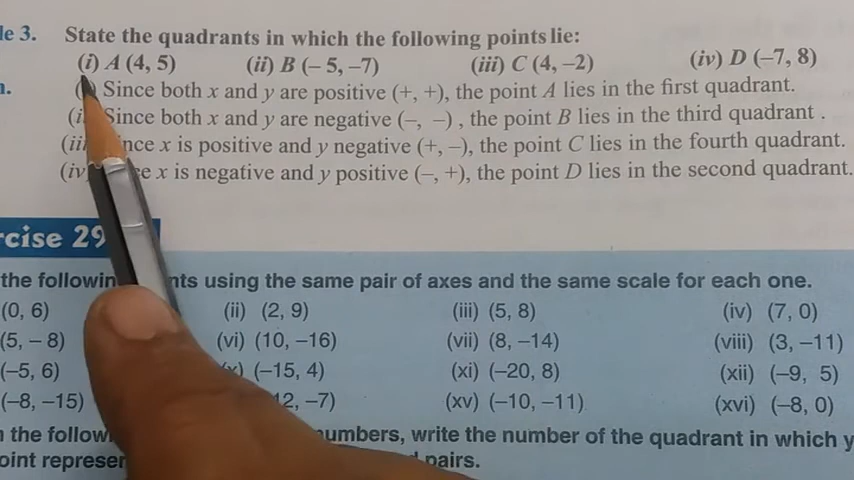 le 3. State the quadrants in which the following points lie:
(i) A (4, 5) (ii) B (– 5, –7) (iii) C (4, –2) (iv) D (–7, 8)
n. Since both x and y are positive (+, +), the point A lies in the first quadrant.
Since both x and y are negative (–, –) , the point B lies in the third quadrant .
(iii nce x is positive and y negative (+, –), the point C lies in the fourth quadrant.
(iv e x is negative and y positive (–, +), the point D lies in the second quadrant.
rcise 29
the followin nts using the same pair of axes and the same scale for each one.
(0, 6) (ii) (2, 9) (iii) (5, 8) (iv) (7, 0)
(5, – 8) (vi) (10, –16) (vii) (8, –14) (viii) (3, –11)
(–5, 6) (x) (–15, 4) (xi) (–20, 8) (xii) (–9, 5)
(–8, –15) 12, –7) (xv) (–10, –11) (xvi) (–8, 0)
the follow umbers, write the number of the quadrant in which y
oint represe pairs.